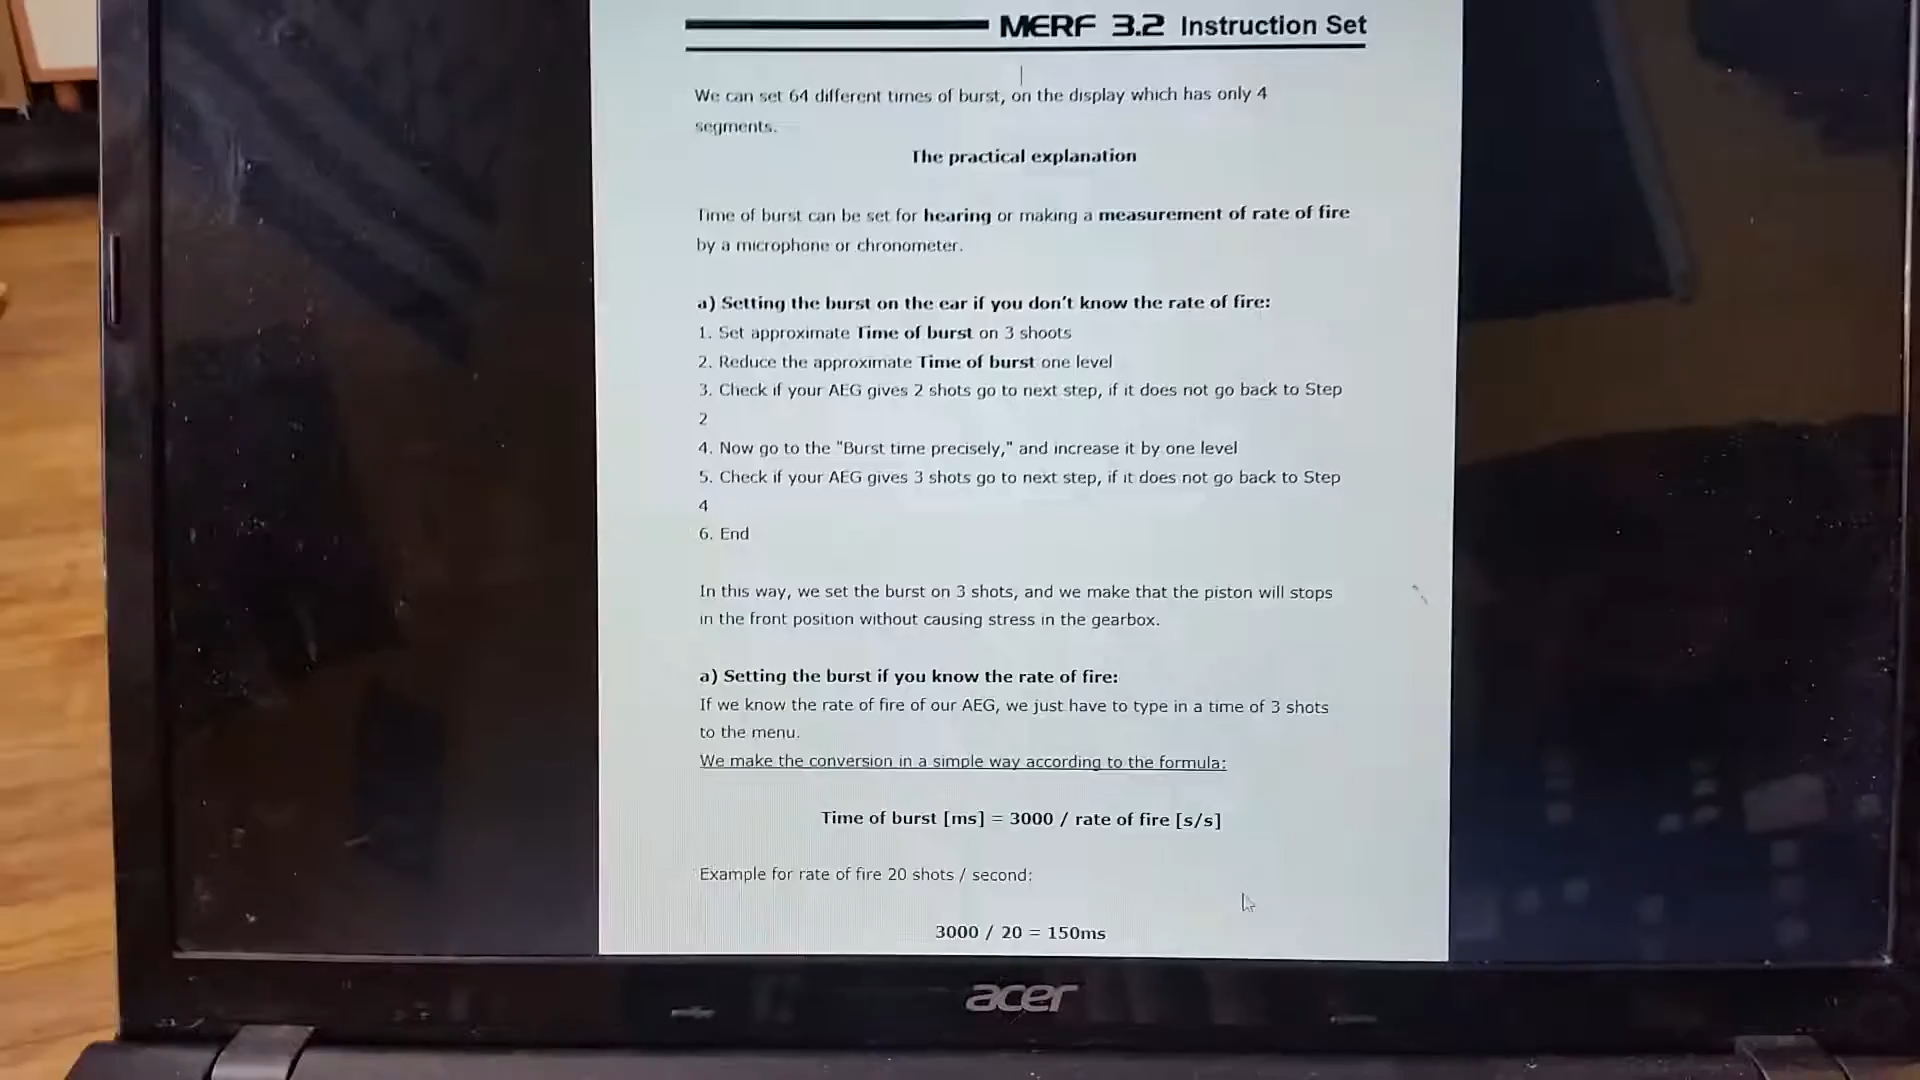 MERF 3.2 Instruction Set
We can set 64 different times of burst, on the display which has only 4
segments.
The practical explanation
Time of burst can be set for hearing or making a measurement of rate of fire
by a microphone or chronometer.
a) Setting the burst on the ear if you don't know the rate of fire:
1. Set approximate Time of burst on 3 shoots
2. Reduce the approximate Time of burst one level
3. Check if your AEG gives 2 shots go to next step, if it does not go back to Step
2
4. Now go to the "Burst time precisely," and increase it by one level
5. Check if your AEG gives 3 shots go to next step, if it does not go back to Step
4
6. End
In this way, we set the burst on 3 shots, and we make that the piston will stops
in the front position without causing stress in the gearbox.
a) Setting the burst if you know the rate of fire:
If we know the rate of fire of our AEG, we just have to type in a time of 3 shots
to the menu.
We make the conversion in a simple way according to the formula:
Time of burst [ms] = 3000 / rate of fire [s/s]
Example for rate of fire 20 shots / second:
3000 / 20 = 150ms
acer